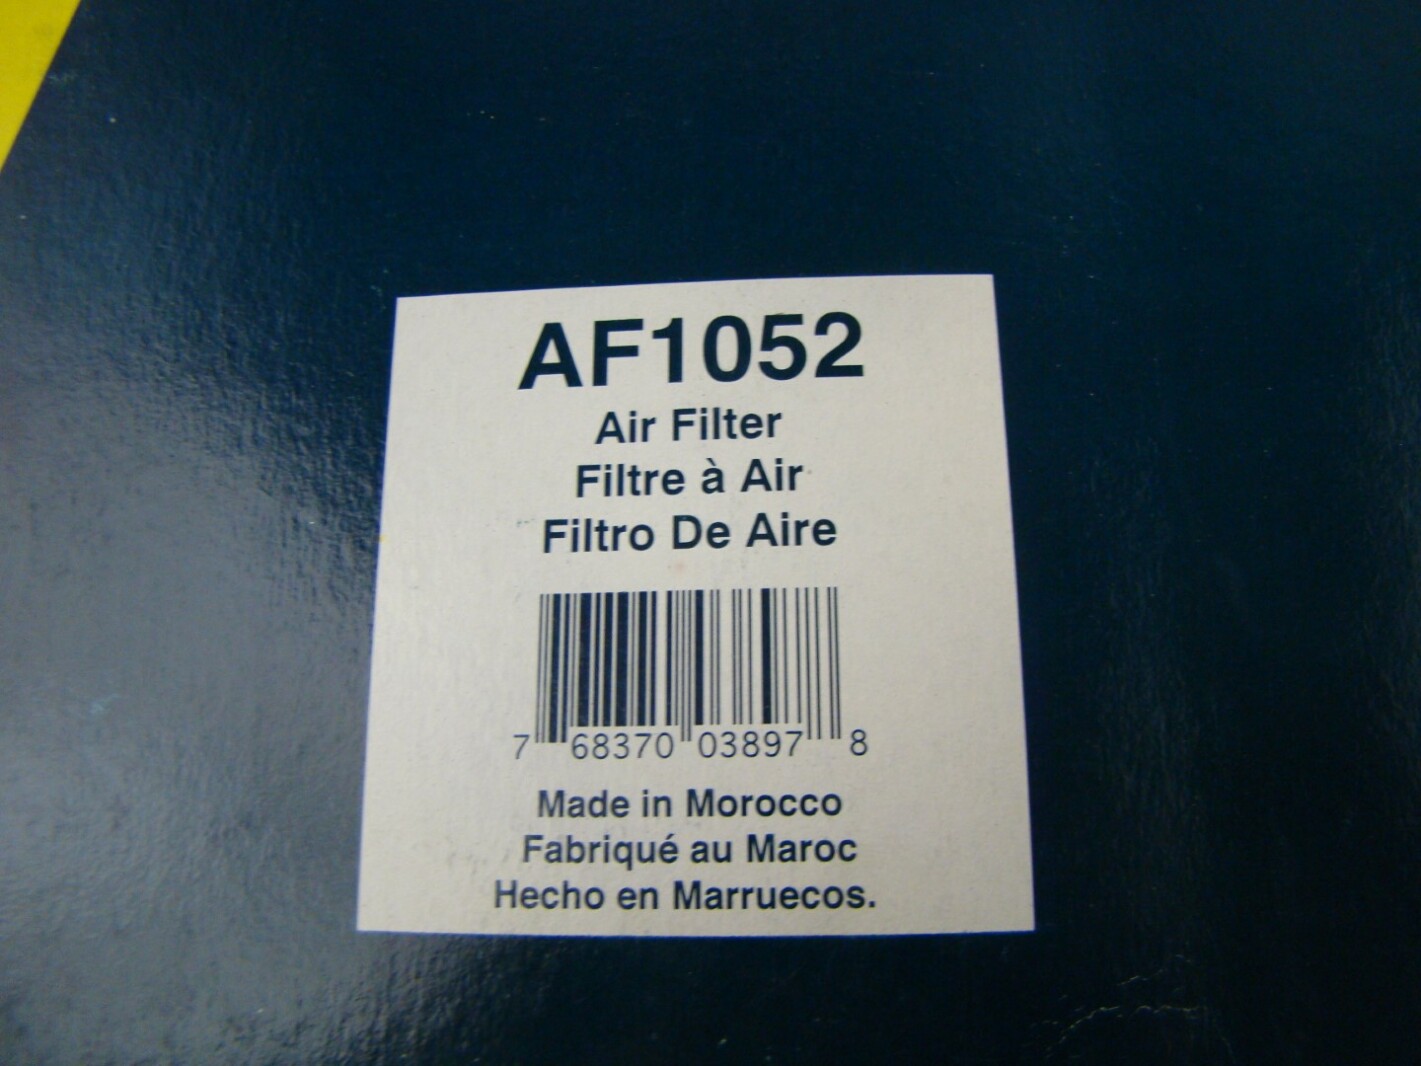 AF1052
Air Filter
Filtre à Air
Filtro De Aire
7 68370 03897 8
Made in Morocco
Fabriqué au Maroc
Hecho en Marruecos.